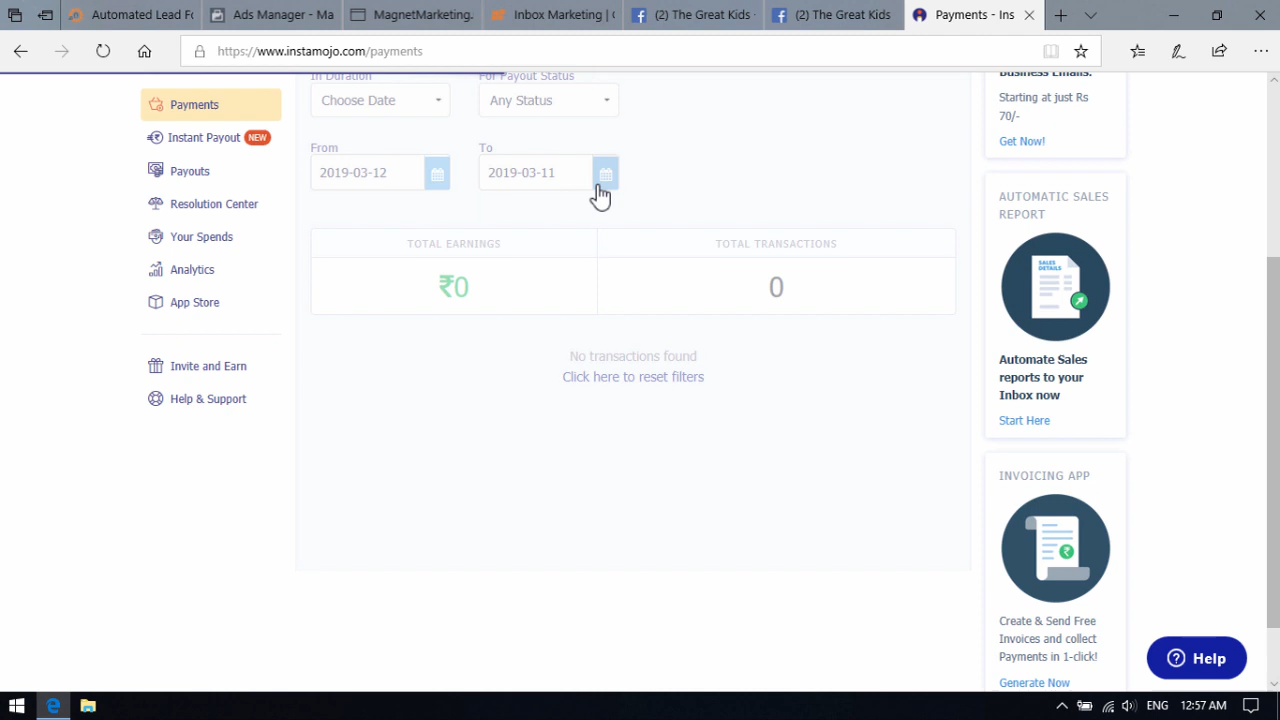 Automated Lead Fo
Ads Manager - Ma
MagnetMarketing.
Inbox Marketing | C
(2) The Great Kids
(2) The Great Kids
Payments - Ins
https://www.instamojo.com/payments
Payments
Instant Payout NEW
Payouts
Resolution Center
Your Spends
Analytics
App Store
Invite and Earn
Help & Support
In Duration
For Payout Status
Choose Date
Any Status
From
To
2019-03-12
2019-03-11
TOTAL EARNINGS
TOTAL TRANSACTIONS
₹0
0
No transactions found
Click here to reset filters
Business Emails.
Starting at just Rs
70/-
Get Now!
AUTOMATIC SALES
REPORT
SALES
DETAILS
Automate Sales
reports to your
Inbox now
Start Here
INVOICING APP
₹
Create & Send Free
Invoices and collect
Payments in 1-click!
Generate Now
Help
ENG
12:57 AM